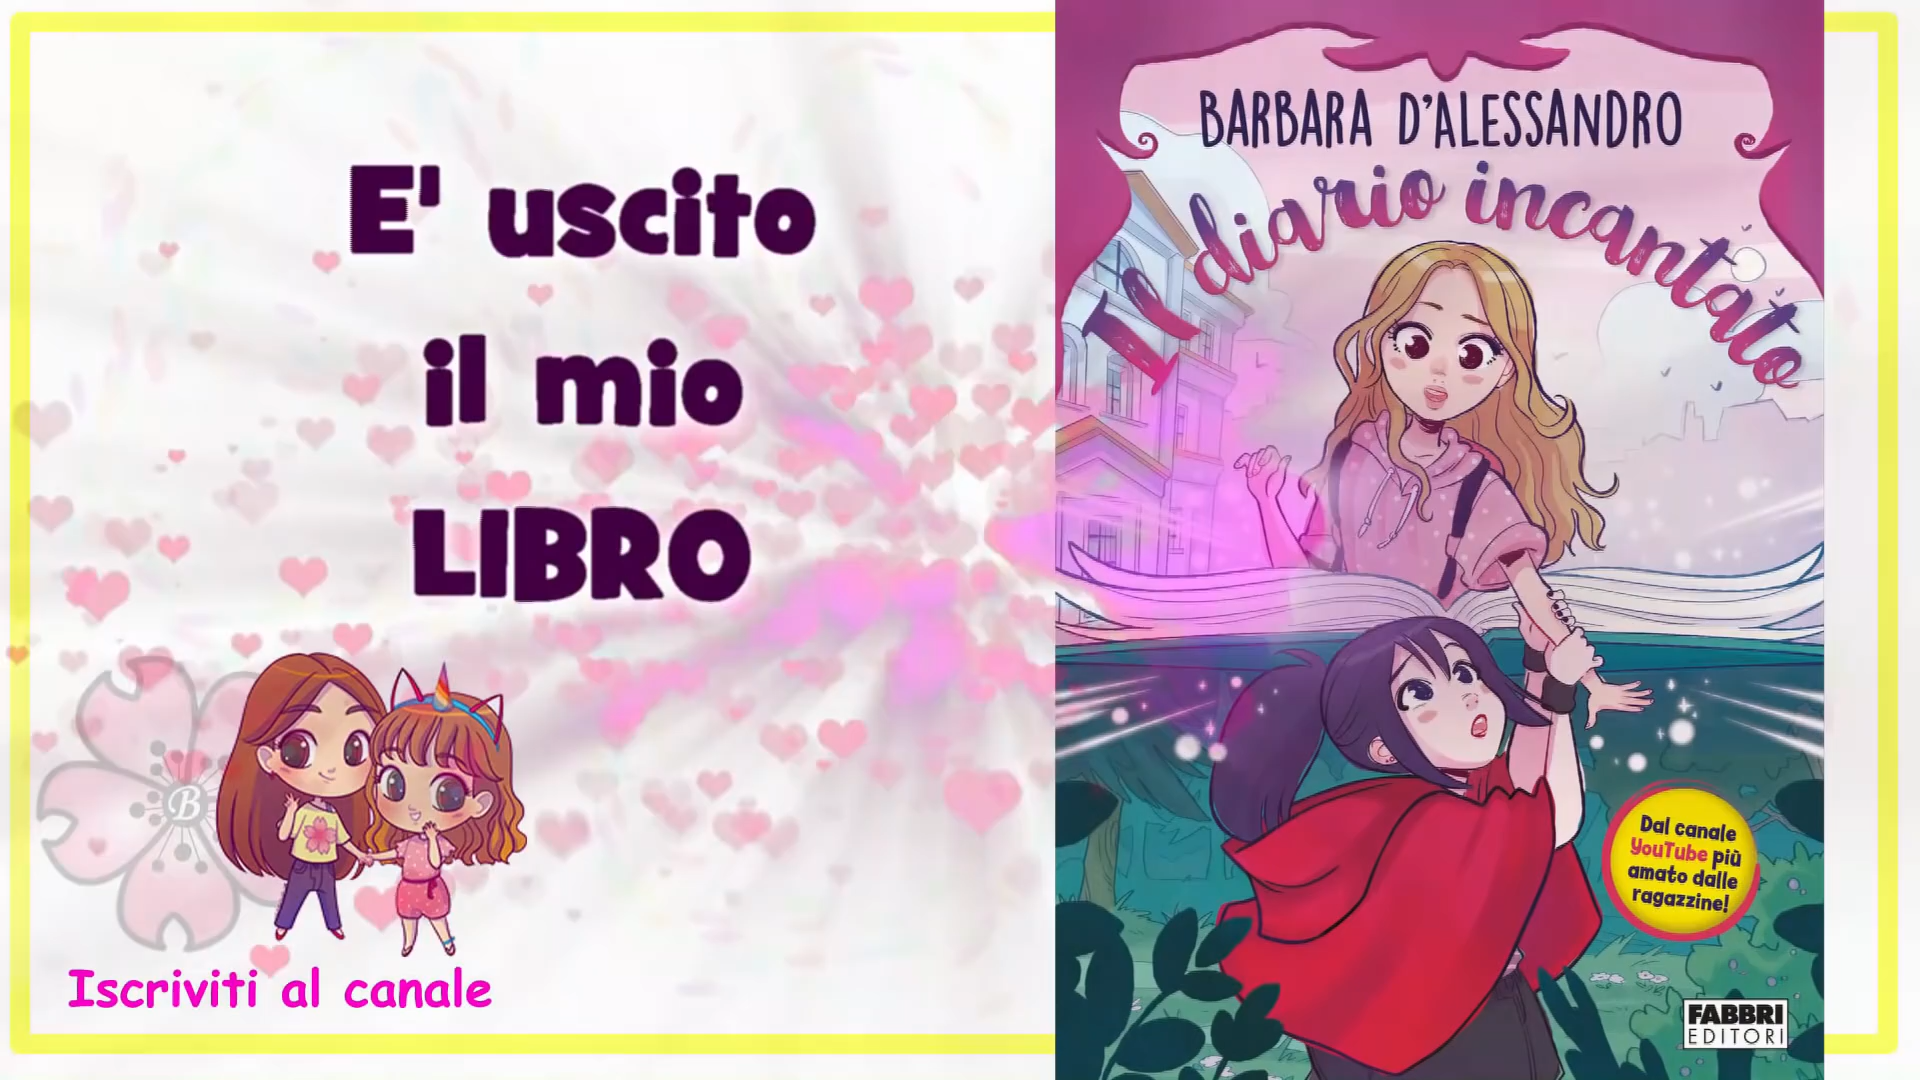 E' uscito
il mio
LIBRO
B
Iscriviti al canale
BARBARA D'ALESSANDRO
Il diario incantato
Dal canale
YouTube più
amato dalle
ragazzine!
FABBRI
EDITORI